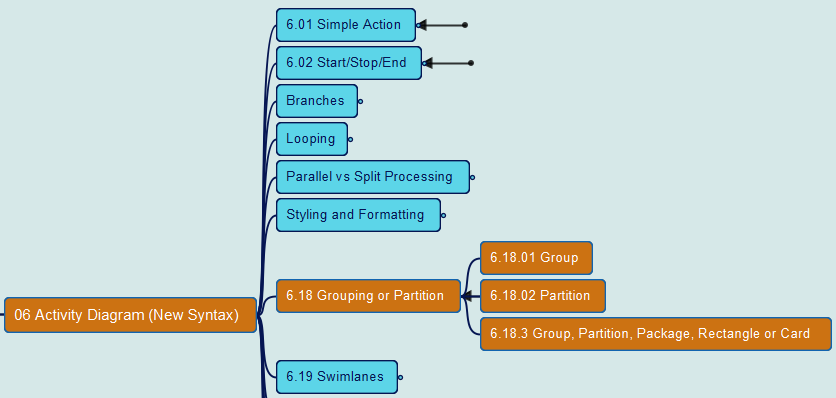 6.01 Simple Action
6.02 Start/Stop/End
Branches
Looping
Parallel vs Split Processing
Styling and Formatting
6.18.01 Group
06 Activity Diagram (New Syntax)
6.18 Grouping or Partition
6.18.02 Partition
6.18.3 Group, Partition, Package, Rectangle or Card
6.19 Swimlanes